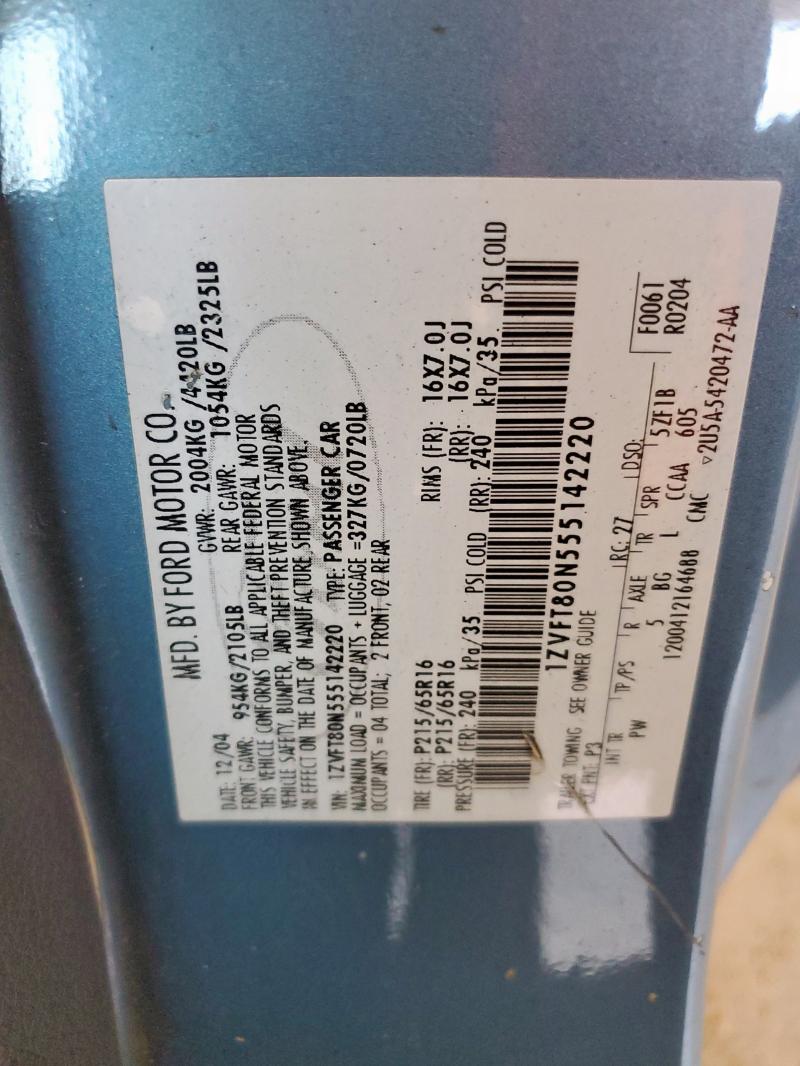 MFD. BY FORD MOTOR CO.
DATE: 12/04 GVWR: 2004KG /4420LB
FRONT GAWR: 954KG/2105LB REAR GAWR: 1054KG /2325LB
THIS VEHICLE CONFORMS TO ALL APPLICABLE FEDERAL MOTOR
VEHICLE SAFETY, BUMPER, AND THEFT PREVENTION STANDARDS
IN EFFECT ON THE DATE OF MANUFACTURE SHOWN ABOVE.
VIN: 1ZVFT80N555142220 TYPE: PASSENGER CAR
MAXIMUM LOAD = OCCUPANTS + LUGGAGE =327KG/0720LB
OCCUPANTS = 04 TOTAL; 2 FRONT, 02 REAR
TIRE (FR): P215/65R16 RIMS (FR): 16X7.0J
(RR): P215/65R16 (RR): 16X7.0J
PRESSURE (FR): 240 kPa/35 PSI COLD (RR): 240 kPa/35 PSI COLD
1ZVFT80N555142220
TRAILER TOWING SEE OWNER GUIDE
EXT PNT: P3 RC: 27 DSO: F0061
INT TR TP/PS R AXLE TR SPR R0204
PW 5 BG L CCAA 5ZF1B
605
1200412164688 CMC ▽2U5A-5420472-AA